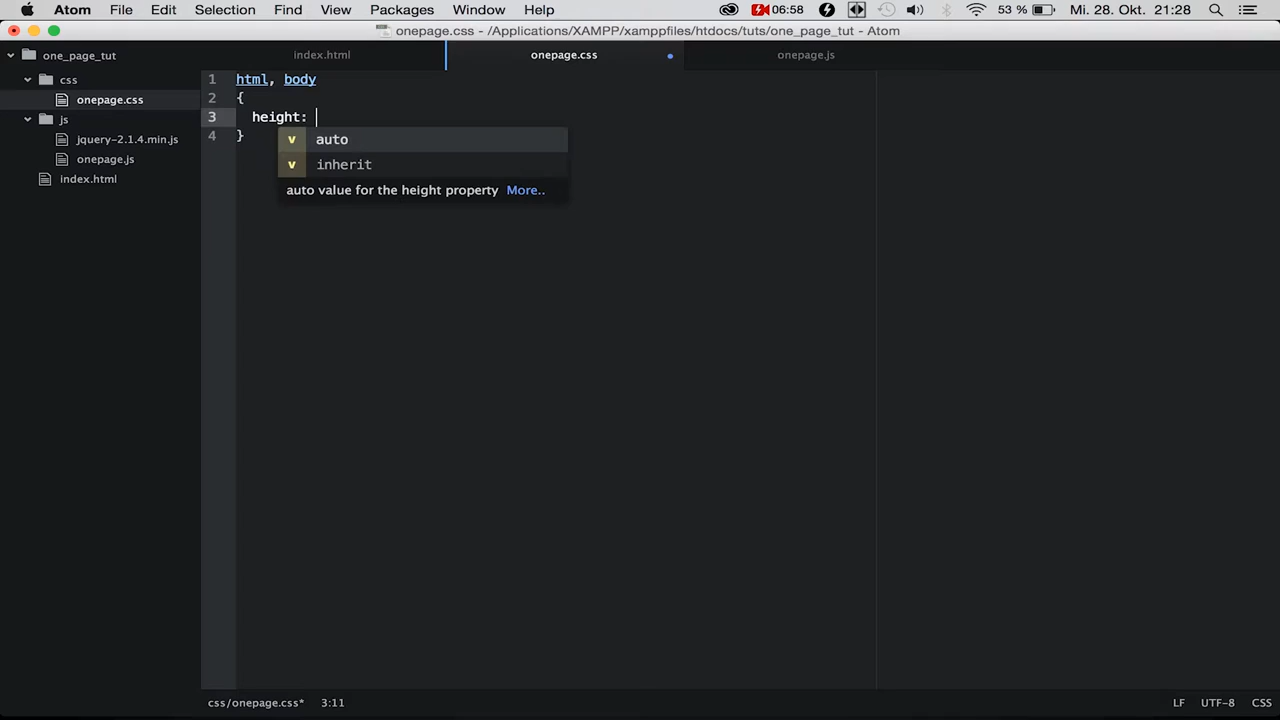 Atom File Edit Selection Find View Packages Window Help 06:58 53 % Mi. 28. Okt. 21:28
onepage.css - /Applications/XAMPP/xamppfiles/htdocs/tuts/one_page_tut - Atom
one_page_tut
css
onepage.css
js
jquery-2.1.4.min.js
onepage.js
index.html
index.html onepage.css onepage.js
1 html, body
2 {
3 height:
4 }
v auto
v inherit
auto value for the height property More..
css/onepage.css* 3:11 LF UTF-8 CSS